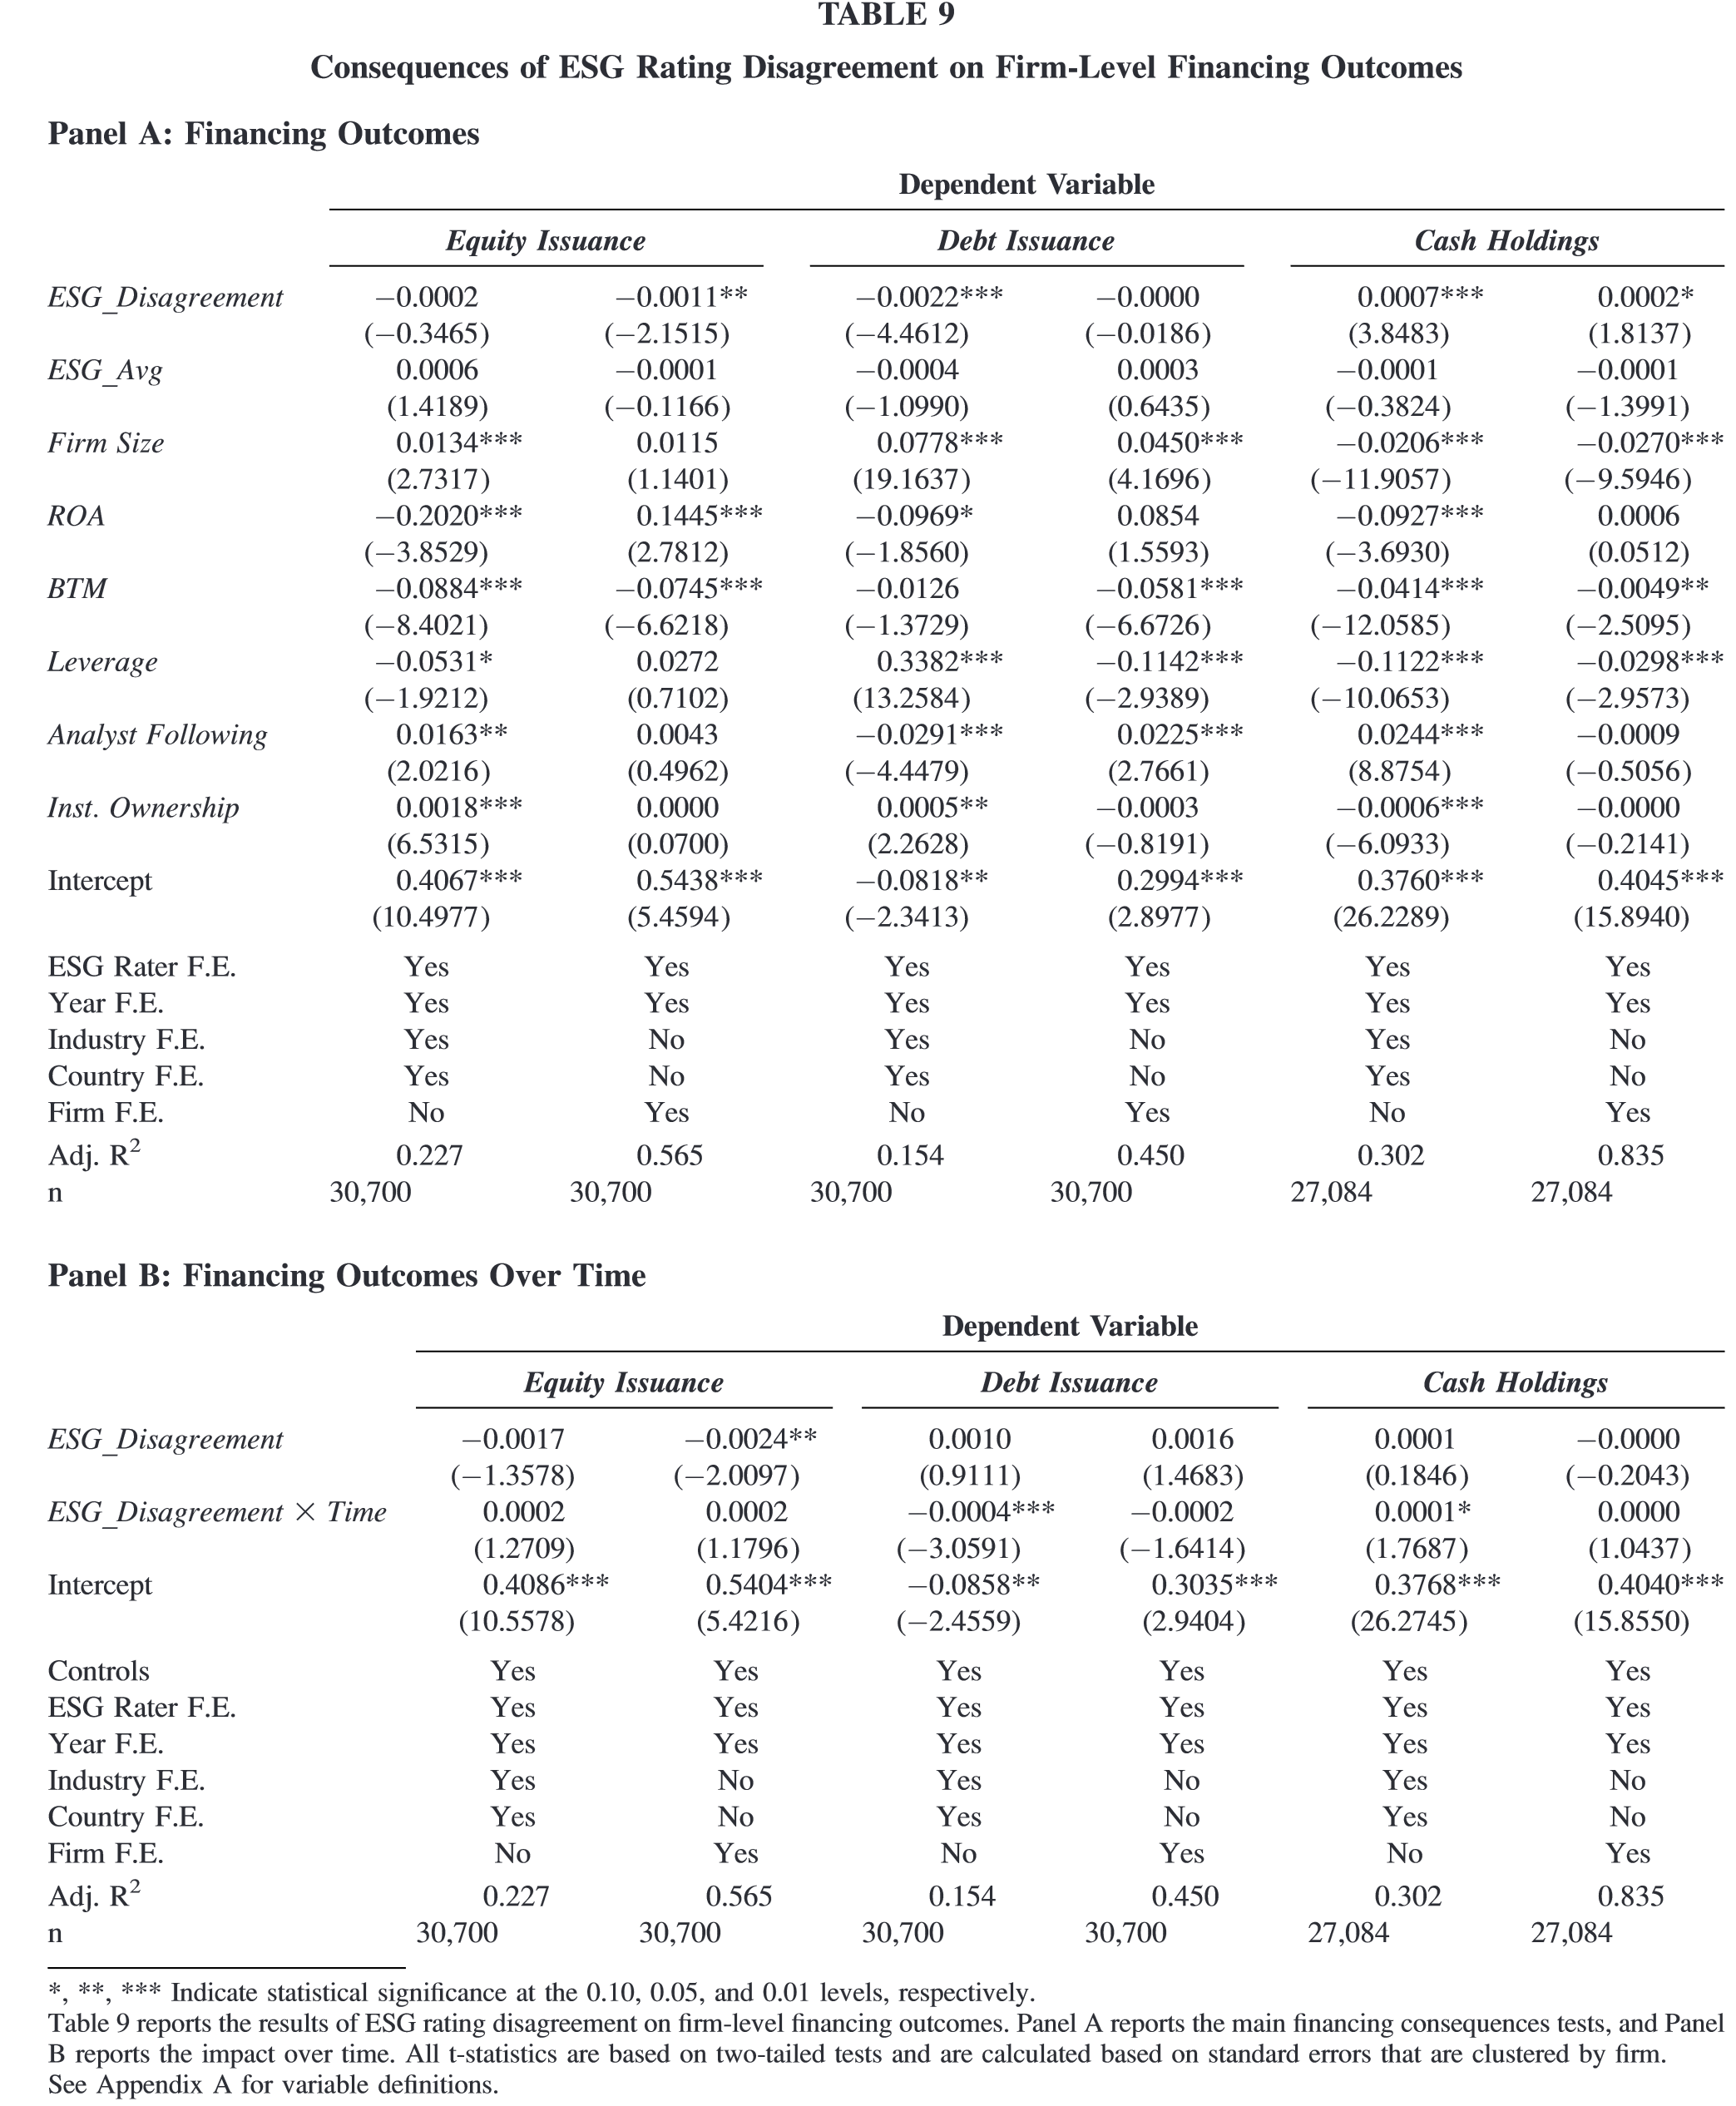 TABLE 9
Consequences of ESG Rating Disagreement on Firm-Level Financing Outcomes
Panel A: Financing Outcomes
Dependent Variable
Equity Issuance Debt Issuance Cash Holdings
ESG_Disagreement −0.0002 −0.0011** −0.0022*** −0.0000 0.0007*** 0.0002*
(−0.3465) (−2.1515) (−4.4612) (−0.0186) (3.8483) (1.8137)
ESG_Avg 0.0006 −0.0001 −0.0004 0.0003 −0.0001 −0.0001
(1.4189) (−0.1166) (−1.0990) (0.6435) (−0.3824) (−1.3991)
Firm Size 0.0134*** 0.0115 0.0778*** 0.0450*** −0.0206*** −0.0270***
(2.7317) (1.1401) (19.1637) (4.1696) (−11.9057) (−9.5946)
ROA −0.2020*** 0.1445*** −0.0969* 0.0854 −0.0927*** 0.0006
(−3.8529) (2.7812) (−1.8560) (1.5593) (−3.6930) (0.0512)
BTM −0.0884*** −0.0745*** −0.0126 −0.0581*** −0.0414*** −0.0049**
(−8.4021) (−6.6218) (−1.3729) (−6.6726) (−12.0585) (−2.5095)
Leverage −0.0531* 0.0272 0.3382*** −0.1142*** −0.1122*** −0.0298***
(−1.9212) (0.7102) (13.2584) (−2.9389) (−10.0653) (−2.9573)
Analyst Following 0.0163** 0.0043 −0.0291*** 0.0225*** 0.0244*** −0.0009
(2.0216) (0.4962) (−4.4479) (2.7661) (8.8754) (−0.5056)
Inst. Ownership 0.0018*** 0.0000 0.0005** −0.0003 −0.0006*** −0.0000
(6.5315) (0.0700) (2.2628) (−0.8191) (−6.0933) (−0.2141)
Intercept 0.4067*** 0.5438*** −0.0818** 0.2994*** 0.3760*** 0.4045***
(10.4977) (5.4594) (−2.3413) (2.8977) (26.2289) (15.8940)
ESG Rater F.E. Yes Yes Yes Yes Yes Yes
Year F.E. Yes Yes Yes Yes Yes Yes
Industry F.E. Yes No Yes No Yes No
Country F.E. Yes No Yes No Yes No
Firm F.E. No Yes No Yes No Yes
Adj. R² 0.227 0.565 0.154 0.450 0.302 0.835
n 30,700 30,700 30,700 30,700 27,084 27,084
Panel B: Financing Outcomes Over Time
Dependent Variable
Equity Issuance Debt Issuance Cash Holdings
ESG_Disagreement −0.0017 −0.0024** 0.0010 0.0016 0.0001 −0.0000
(−1.3578) (−2.0097) (0.9111) (1.4683) (0.1846) (−0.2043)
ESG_Disagreement × Time 0.0002 0.0002 −0.0004*** −0.0002 0.0001* 0.0000
(1.2709) (1.1796) (−3.0591) (−1.6414) (1.7687) (1.0437)
Intercept 0.4086*** 0.5404*** −0.0858** 0.3035*** 0.3768*** 0.4040***
(10.5578) (5.4216) (−2.4559) (2.9404) (26.2745) (15.8550)
Controls Yes Yes Yes Yes Yes Yes
ESG Rater F.E. Yes Yes Yes Yes Yes Yes
Year F.E. Yes Yes Yes Yes Yes Yes
Industry F.E. Yes No Yes No Yes No
Country F.E. Yes No Yes No Yes No
Firm F.E. No Yes No Yes No Yes
Adj. R² 0.227 0.565 0.154 0.450 0.302 0.835
n 30,700 30,700 30,700 30,700 27,084 27,084
*, **, *** Indicate statistical significance at the 0.10, 0.05, and 0.01 levels, respectively.
Table 9 reports the results of ESG rating disagreement on firm-level financing outcomes. Panel A reports the main financing consequences tests, and Panel
B reports the impact over time. All t-statistics are based on two-tailed tests and are calculated based on standard errors that are clustered by firm.
See Appendix A for variable definitions.